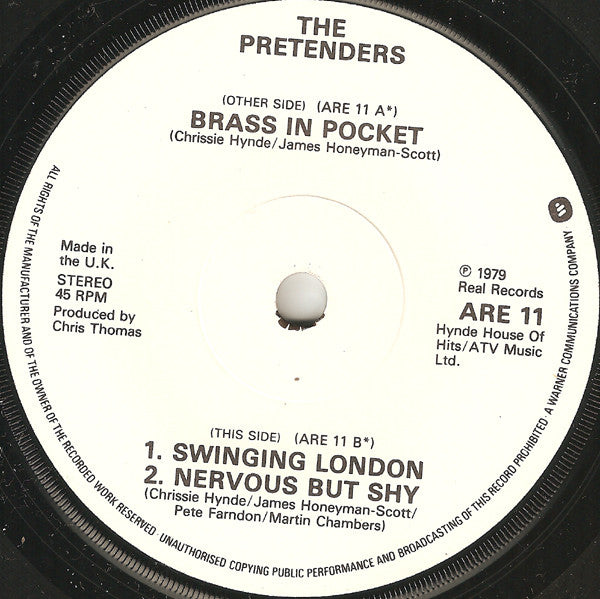 THE
PRETENDERS
(OTHER SIDE) (ARE 11 A*)
BRASS IN POCKET
(Chrissie Hynde/James Honeyman-Scott)
Made in
the U.K.
STEREO
45 RPM
Produced by
Chris Thomas
℗ 1979
Real Records
ARE 11
Hynde House Of
Hits/ATV Music
Ltd.
(THIS SIDE) (ARE 11 B*)
1. SWINGING LONDON
2. NERVOUS BUT SHY
(Chrissie Hynde/James Honeyman-Scott/
Pete Farndon/Martin Chambers)
ALL RIGHTS OF THE MANUFACTURER AND OF THE OWNER OF THE RECORDED WORK RESERVED. UNAUTHORISED COPYING PUBLIC PERFORMANCE AND BROADCASTING OF THIS RECORD PROHIBITED. A WARNER COMMUNICATIONS COMPANY